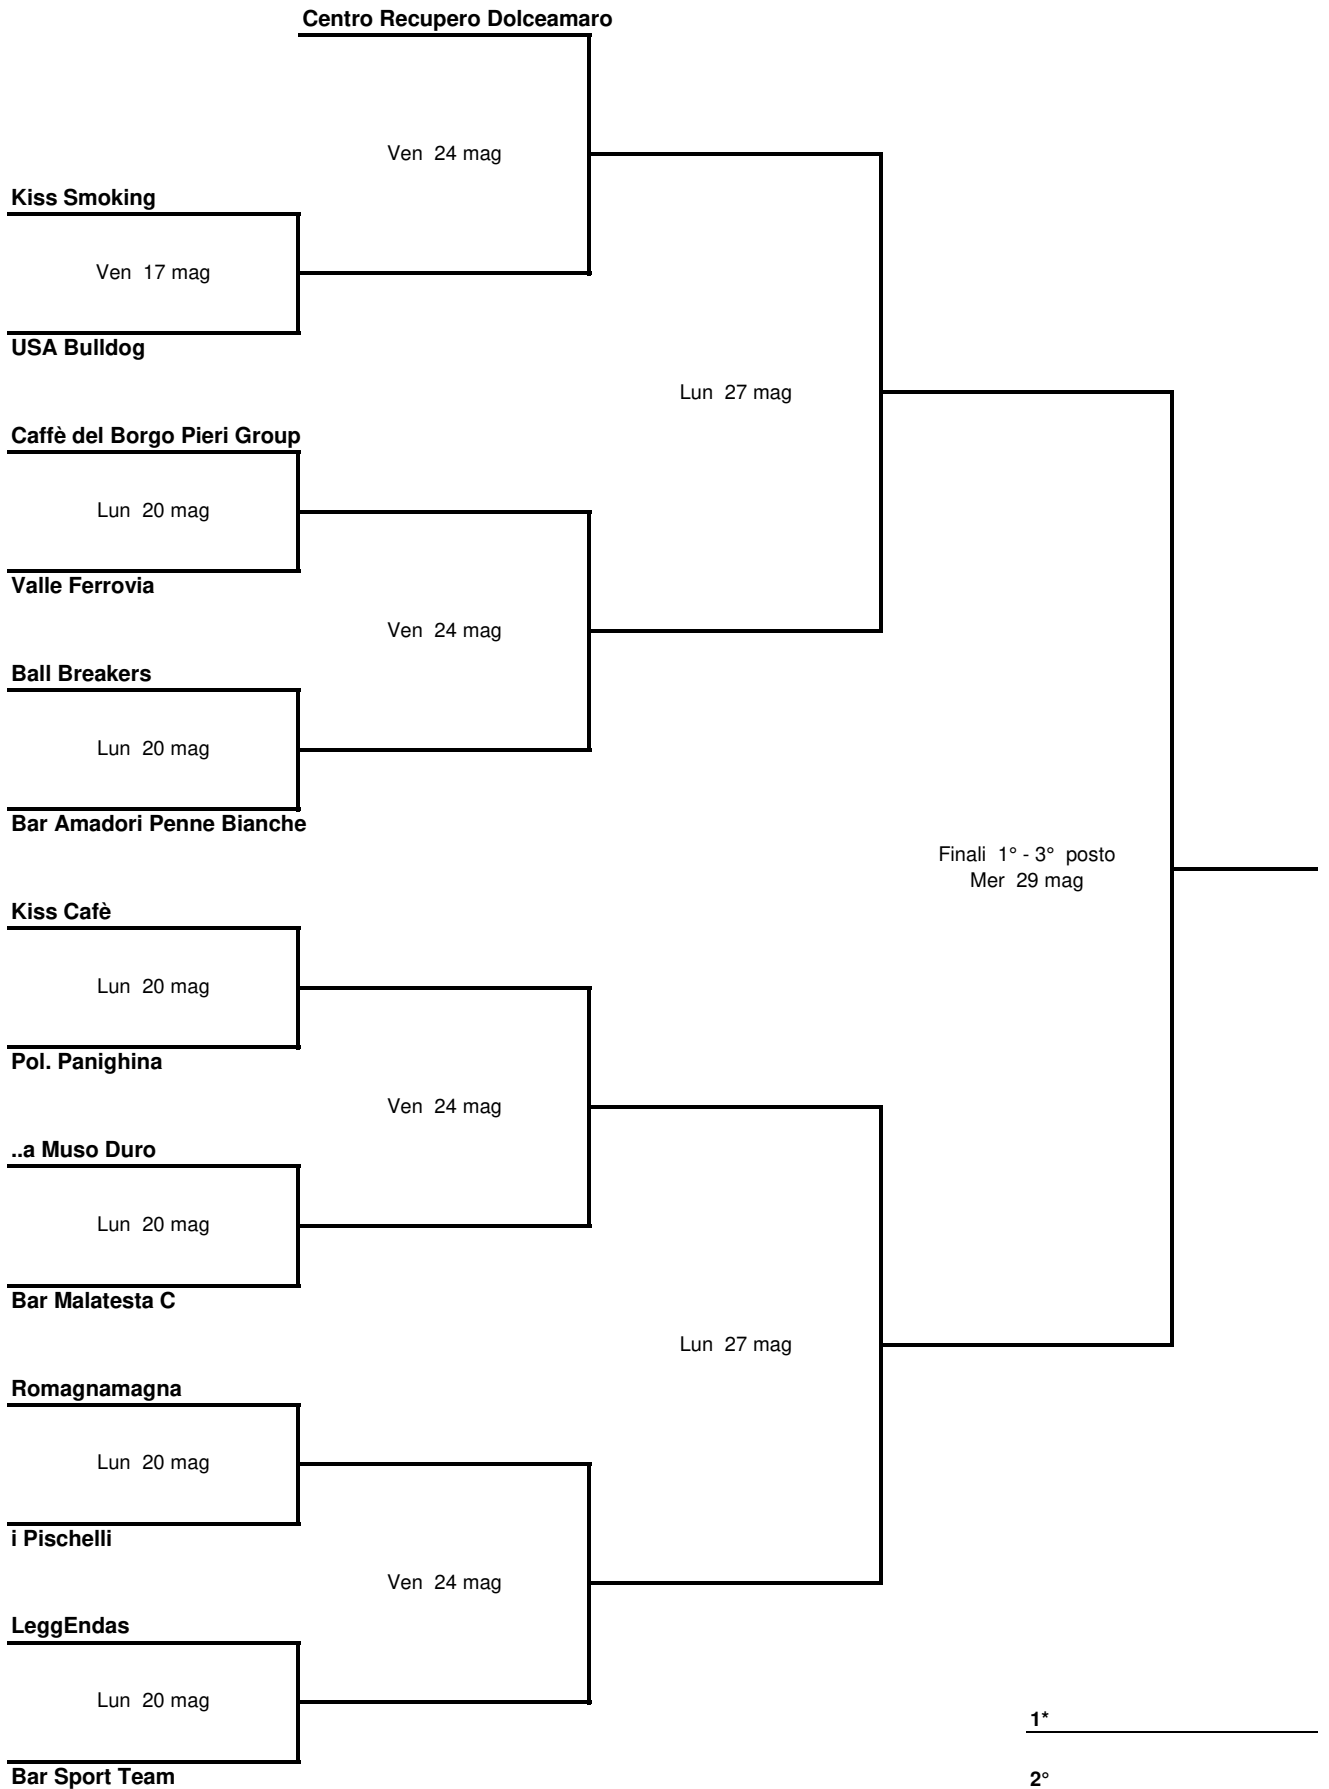 Centro Recupero Dolceamaro
Ven  24 mag
Kiss Smoking
Ven  17 mag
USA Bulldog
Lun  27 mag
Caffè del Borgo Pieri Group
Lun  20 mag
Valle Ferrovia
Ven  24 mag
Ball Breakers
Lun  20 mag
Bar Amadori Penne Bianche
Finali  1° - 3°  posto
Mer  29 mag
Kiss Cafè
Lun  20 mag
Pol. Panighina
Ven  24 mag
..a Muso Duro
Lun  20 mag
Bar Malatesta C
Lun  27 mag
Romagnamagna
Lun  20 mag
i Pischelli
Ven  24 mag
LeggEndas
Lun  20 mag
1*
Bar Sport Team
2°